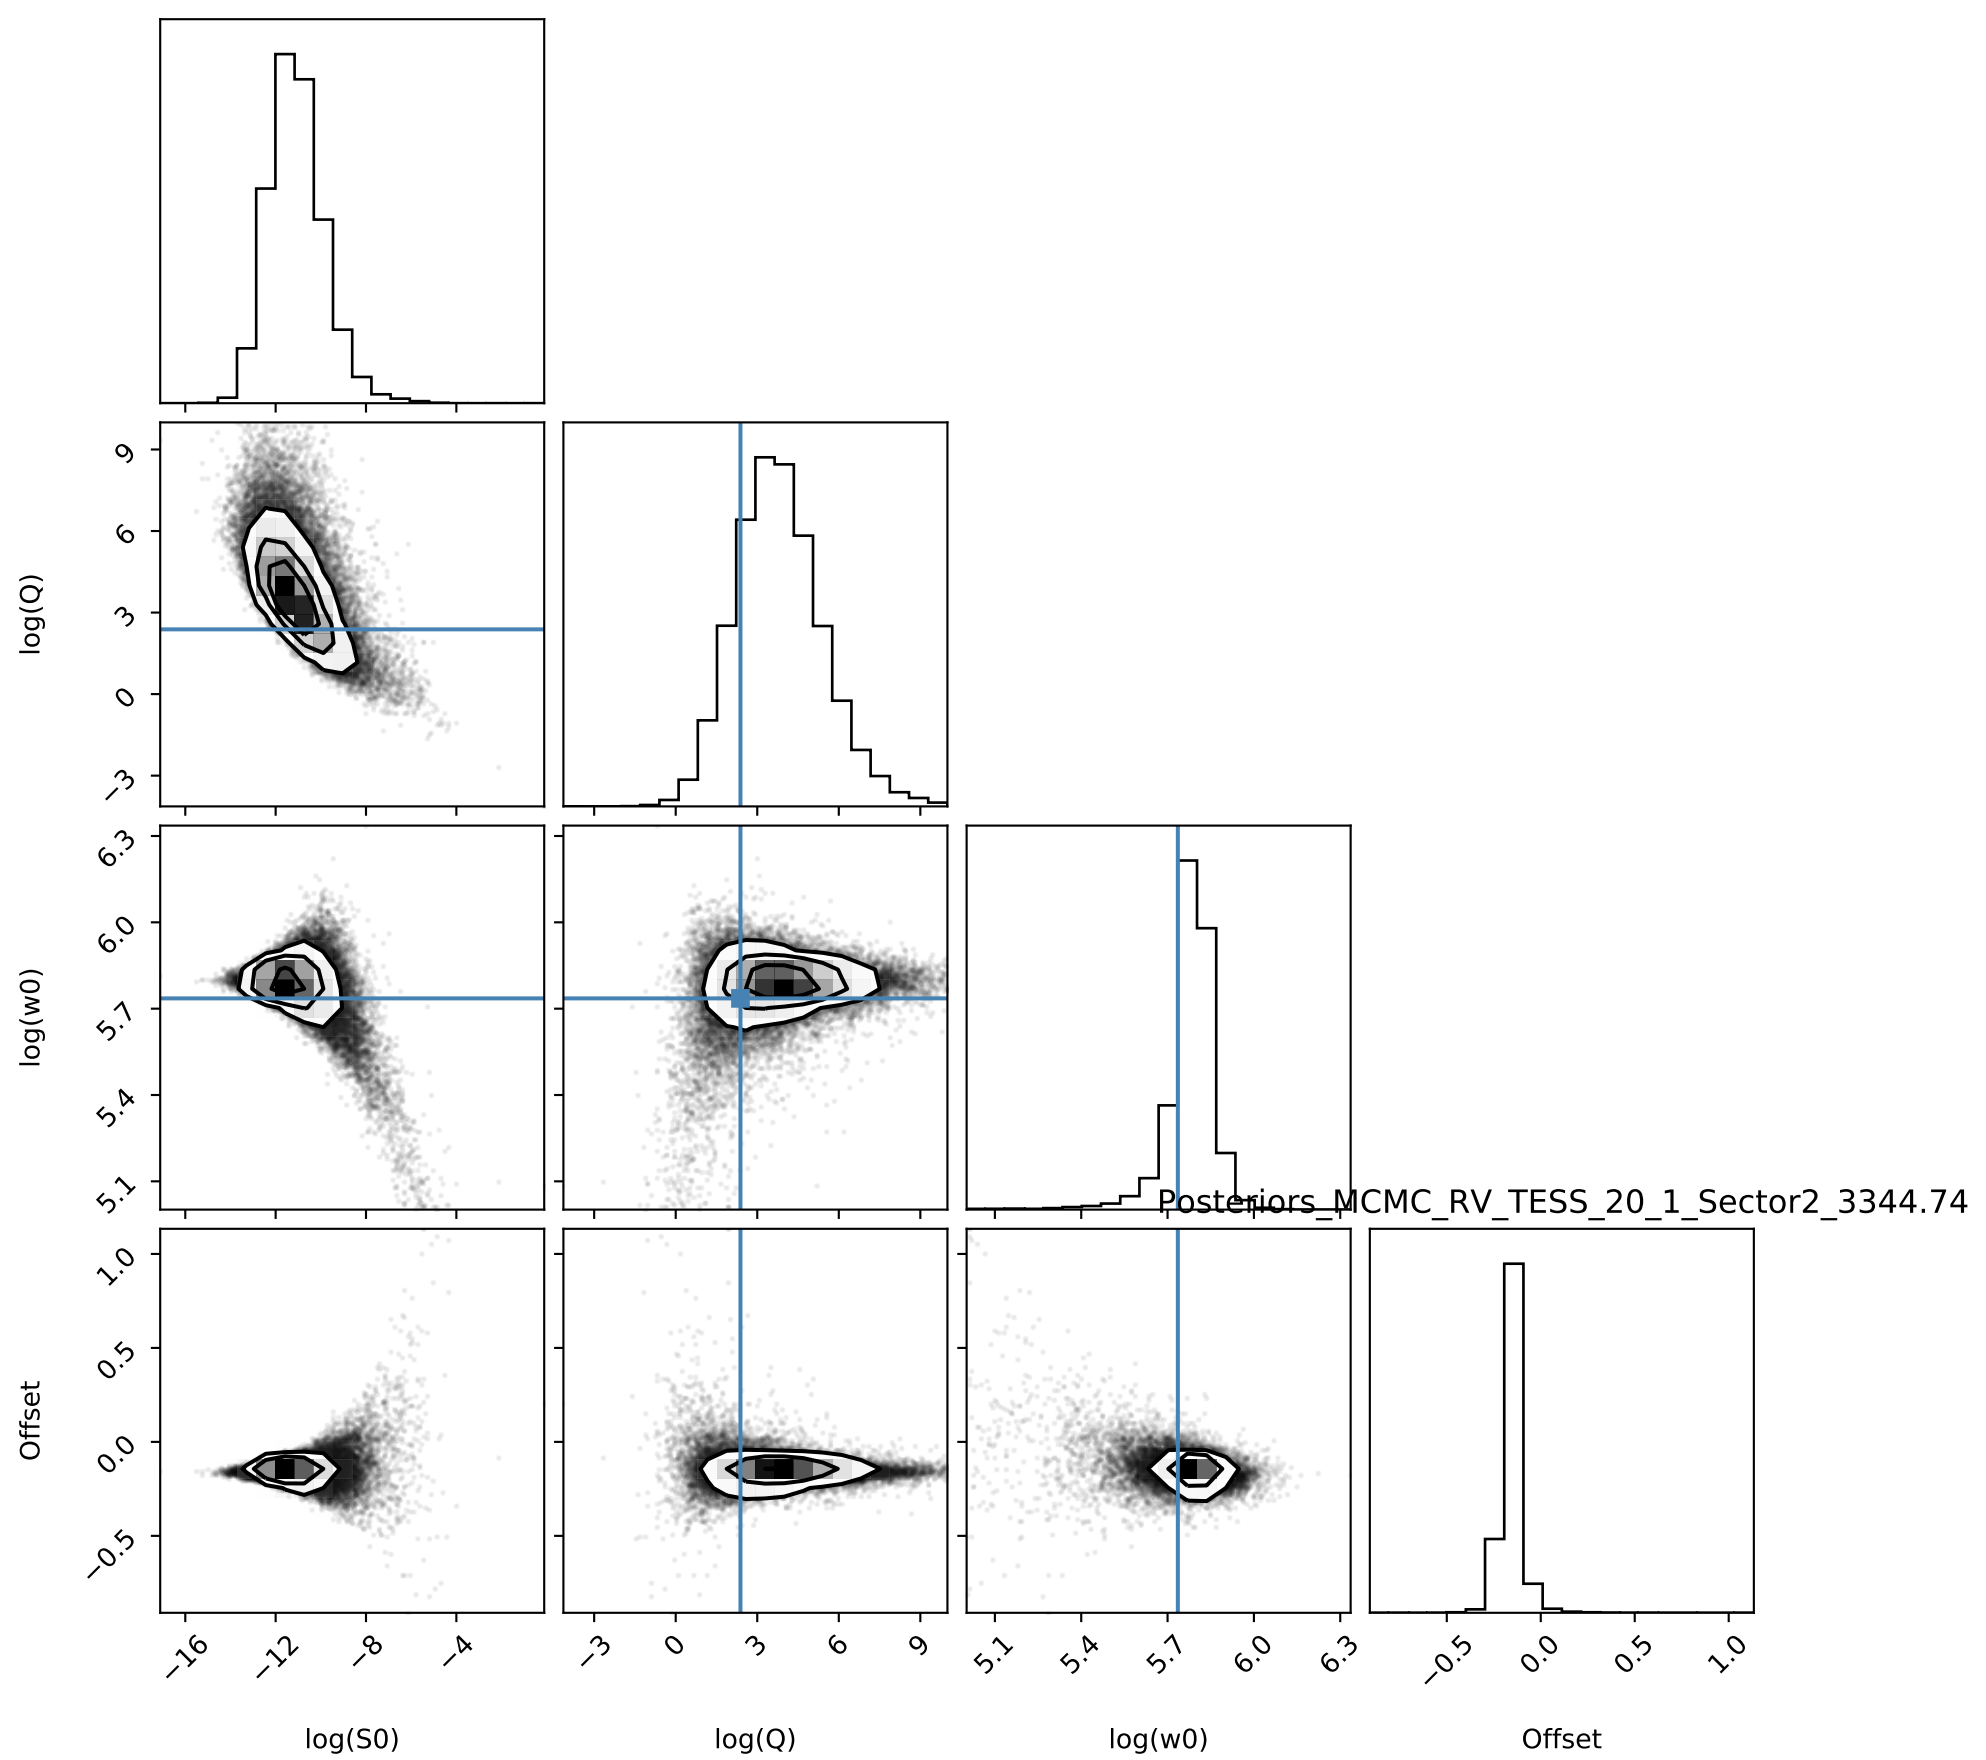 9
6
3
0
−3
log(Q)
6.3
6.0
5.7
5.4
5.1
log(w0)
Posteriors_MCMC_RV_TESS_20_1_Sector2_3344.74
1.0
0.5
0.0
−0.5
Offset
−16 −12 −8 −4 −3 0 3 6 9 5.1 5.4 5.7 6.0 6.3 −0.5 0.0 0.5 1.0
log(S0) log(Q) log(w0) Offset